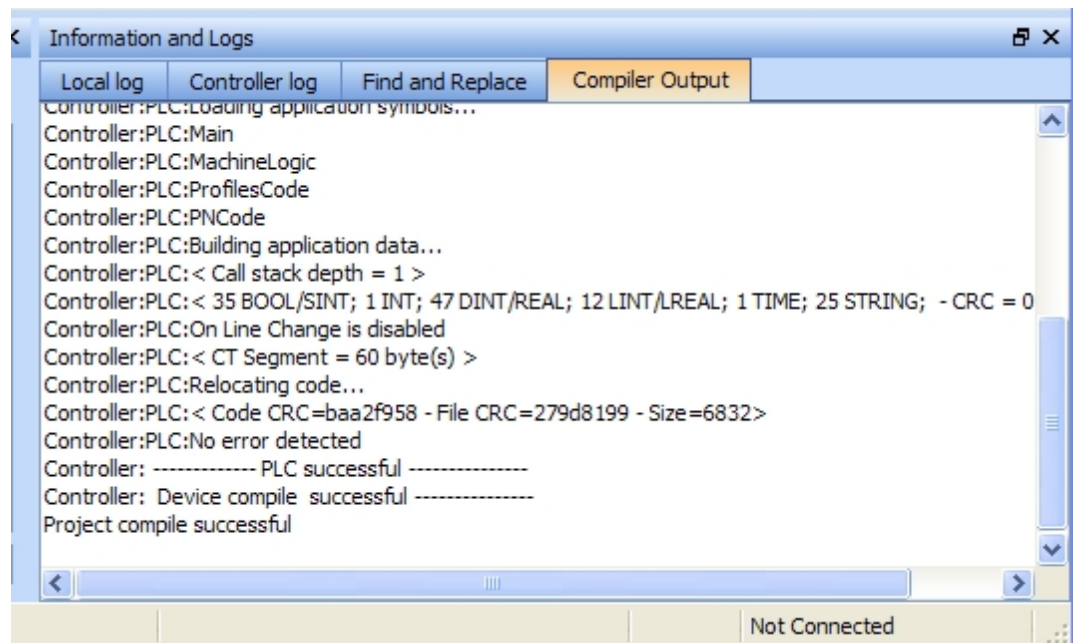 Information and Logs
Local log Controller log Find and Replace Compiler Output
Controller:PLC:Loading application symbols...
Controller:PLC:Main
Controller:PLC:MachineLogic
Controller:PLC:ProfilesCode
Controller:PLC:PNCode
Controller:PLC:Building application data...
Controller:PLC:< Call stack depth = 1 >
Controller:PLC:< 35 BOOL/SINT; 1 INT; 47 DINT/REAL; 12 LINT/LREAL; 1 TIME; 25 STRING;  - CRC = 0
Controller:PLC:On Line Change is disabled
Controller:PLC:< CT Segment = 60 byte(s) >
Controller:PLC:Relocating code...
Controller:PLC:< Code CRC=baa2f958 - File CRC=279d8199 - Size=6832>
Controller:PLC:No error detected
Controller: ------------- PLC successful ---------------
Controller:  Device compile  successful ---------------
Project compile successful
Not Connected